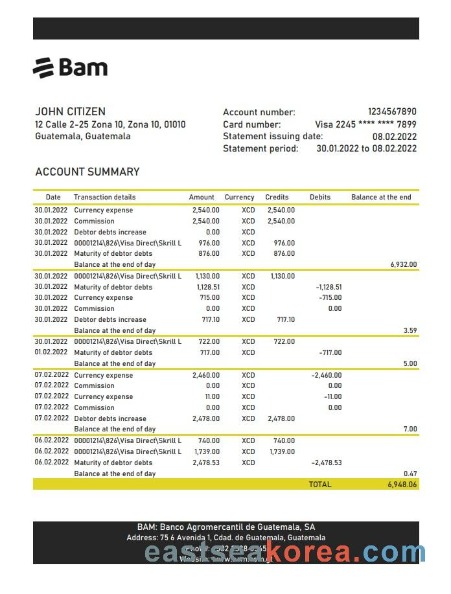 Bam
JOHN CITIZEN
12 Calle 2-25 Zona 10, Zona 10, 01010
Guatemala, Guatemala
Account number: 1234567890
Card number: Visa 2245 **** **** 7899
Statement issuing date: 08.02.2022
Statement period: 30.01.2022 to 08.02.2022
ACCOUNT SUMMARY
Date Transaction details Amount Currency Credits Debits Balance at the end
30.01.2022 Currency expense 2,540.00 XCD 2,540.00
30.01.2022 Commission 2,540.00 XCD 2,540.00
30.01.2022 Debtor debts increase 0.00 XCD
30.01.2022 00001214\826\Visa Direct\Skrill L 976.00 XCD 976.00
30.01.2022 Maturity of debtor debts 876.00 XCD 876.00
Balance at the end of day 6,932.00
30.01.2022 00001214\826\Visa Direct\Skrill L 1,130.00 XCD 1,130.00
30.01.2022 Maturity of debtor debts 1,128.51 XCD -1,128.51
30.01.2022 Currency expense 715.00 XCD -715.00
30.01.2022 Commission 0.00 XCD 0.00
30.01.2022 Debtor debts increase 717.10 XCD 717.10
Balance at the end of day 3.59
30.01.2022 00001214\826\Visa Direct\Skrill L 722.00 XCD 722.00
01.02.2022 Maturity of debtor debts 717.00 XCD -717.00
Balance at the end of day 5.00
07.02.2022 Currency expense 2,460.00 XCD -2,460.00
07.02.2022 Commission 0.00 XCD 0.00
07.02.2022 Currency expense 11.00 XCD -11.00
07.02.2022 Commission 0.00 XCD 0.00
07.02.2022 Debtor debts increase 2,478.00 XCD 2,478.00
Balance at the end of day 7.00
06.02.2022 00001214\826\Visa Direct\Skrill L 740.00 XCD 740.00
06.02.2022 00001214\826\Visa Direct\Skrill L 1,739.00 XCD 1,739.00
06.02.2022 Maturity of debtor debts 2,478.53 XCD -2,478.53
Balance at the end of day 0.47
TOTAL 6,948.06
BAM: Banco Agromercantil de Guatemala, SA
Address: 75 6 Avenida 1, Cdad. de Guatemala, Guatemala
eastseakorea.com